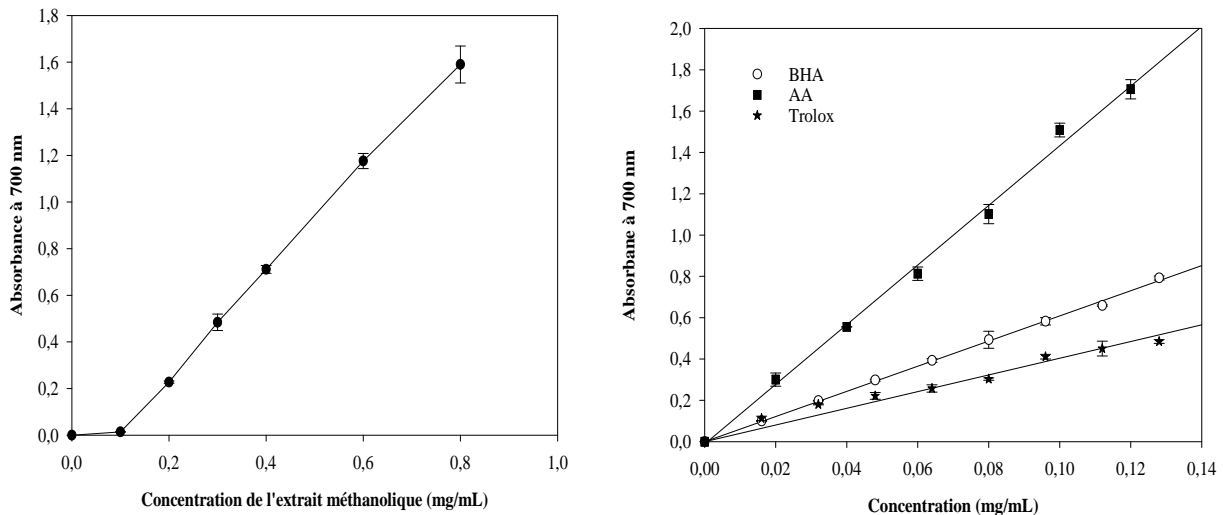 1,8
1,6
1,4
1,2
1,0
0,8
0,6
0,4
0,2
0,0
Absorbance à 700 nm
0,0 0,2 0,4 0,6 0,8 1,0
Concentration de l'extrait méthanolique (mg/mL)
2,0
1,8
1,6
1,4
1,2
1,0
0,8
0,6
0,4
0,2
0,0
Absorbane à 700 nm
BHA
AA
Trolox
0,00 0,02 0,04 0,06 0,08 0,10 0,12 0,14
Concentration (mg/mL)